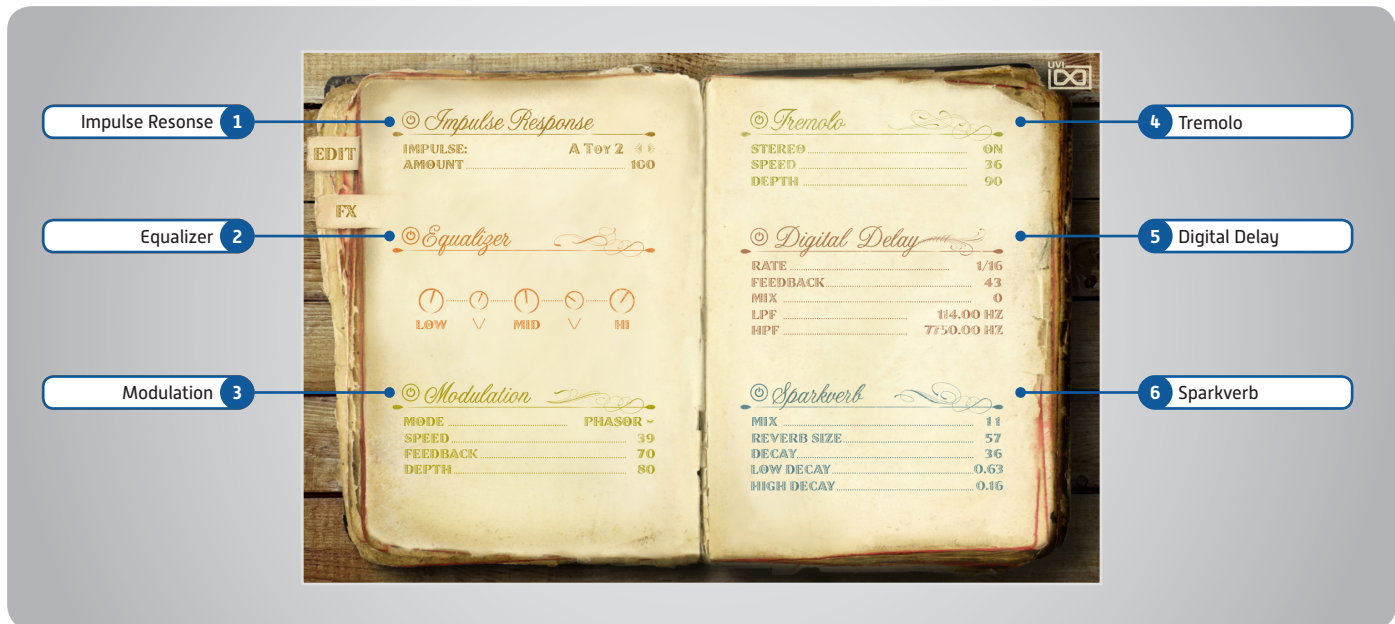 UVI
Impulse Resonse 1
Equalizer 2
Modulation 3
EDIT
FX
Impulse Response
IMPULSE: A TOY 2
AMOUNT 100
Equalizer
LOW MID HI
Modulation
MODE PHASOR
SPEED 39
FEEDBACK 70
DEPTH 80
Tremolo
STEREO ON
SPEED 36
DEPTH 90
Digital Delay
RATE 1/16
FEEDBACK 43
MIX 0
LPF 114.00 HZ
HPF 7750.00 HZ
Sparkverb
MIX 11
REVERB SIZE 57
DECAY 36
LOW DECAY 0.63
HIGH DECAY 0.16
4 Tremolo
5 Digital Delay
6 Sparkverb